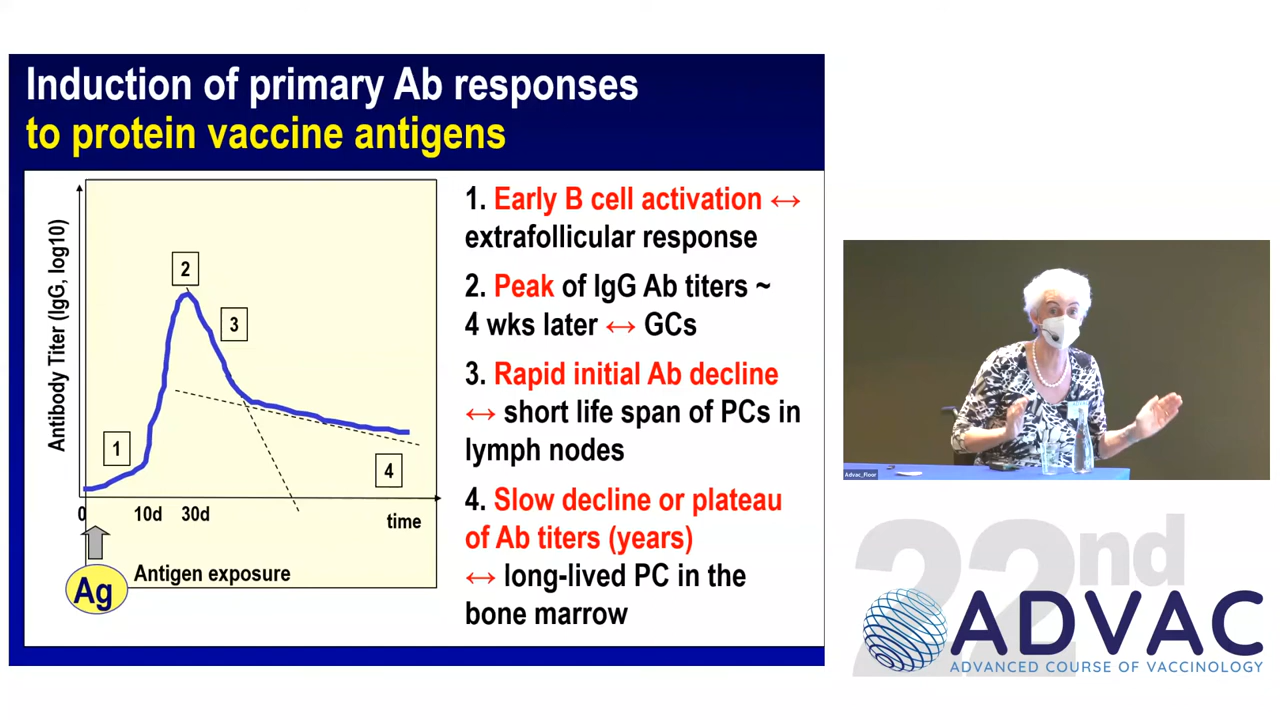 Induction of primary Ab responses
to protein vaccine antigens
Antibody Titer (IgG, log10)
2
3
1
4
0
10d
30d
time
Ag
Antigen exposure
1. Early B cell activation ↔
extrafollicular response
2. Peak of IgG Ab titers ~
4 wks later ↔ GCs
3. Rapid initial Ab decline
↔ short life span of PCs in
lymph nodes
4. Slow decline or plateau
of Ab titers (years)
↔ long-lived PC in the
bone marrow
Advac_Floor
22nd
ADVAC
ADVANCED COURSE OF VACCINOLOGY